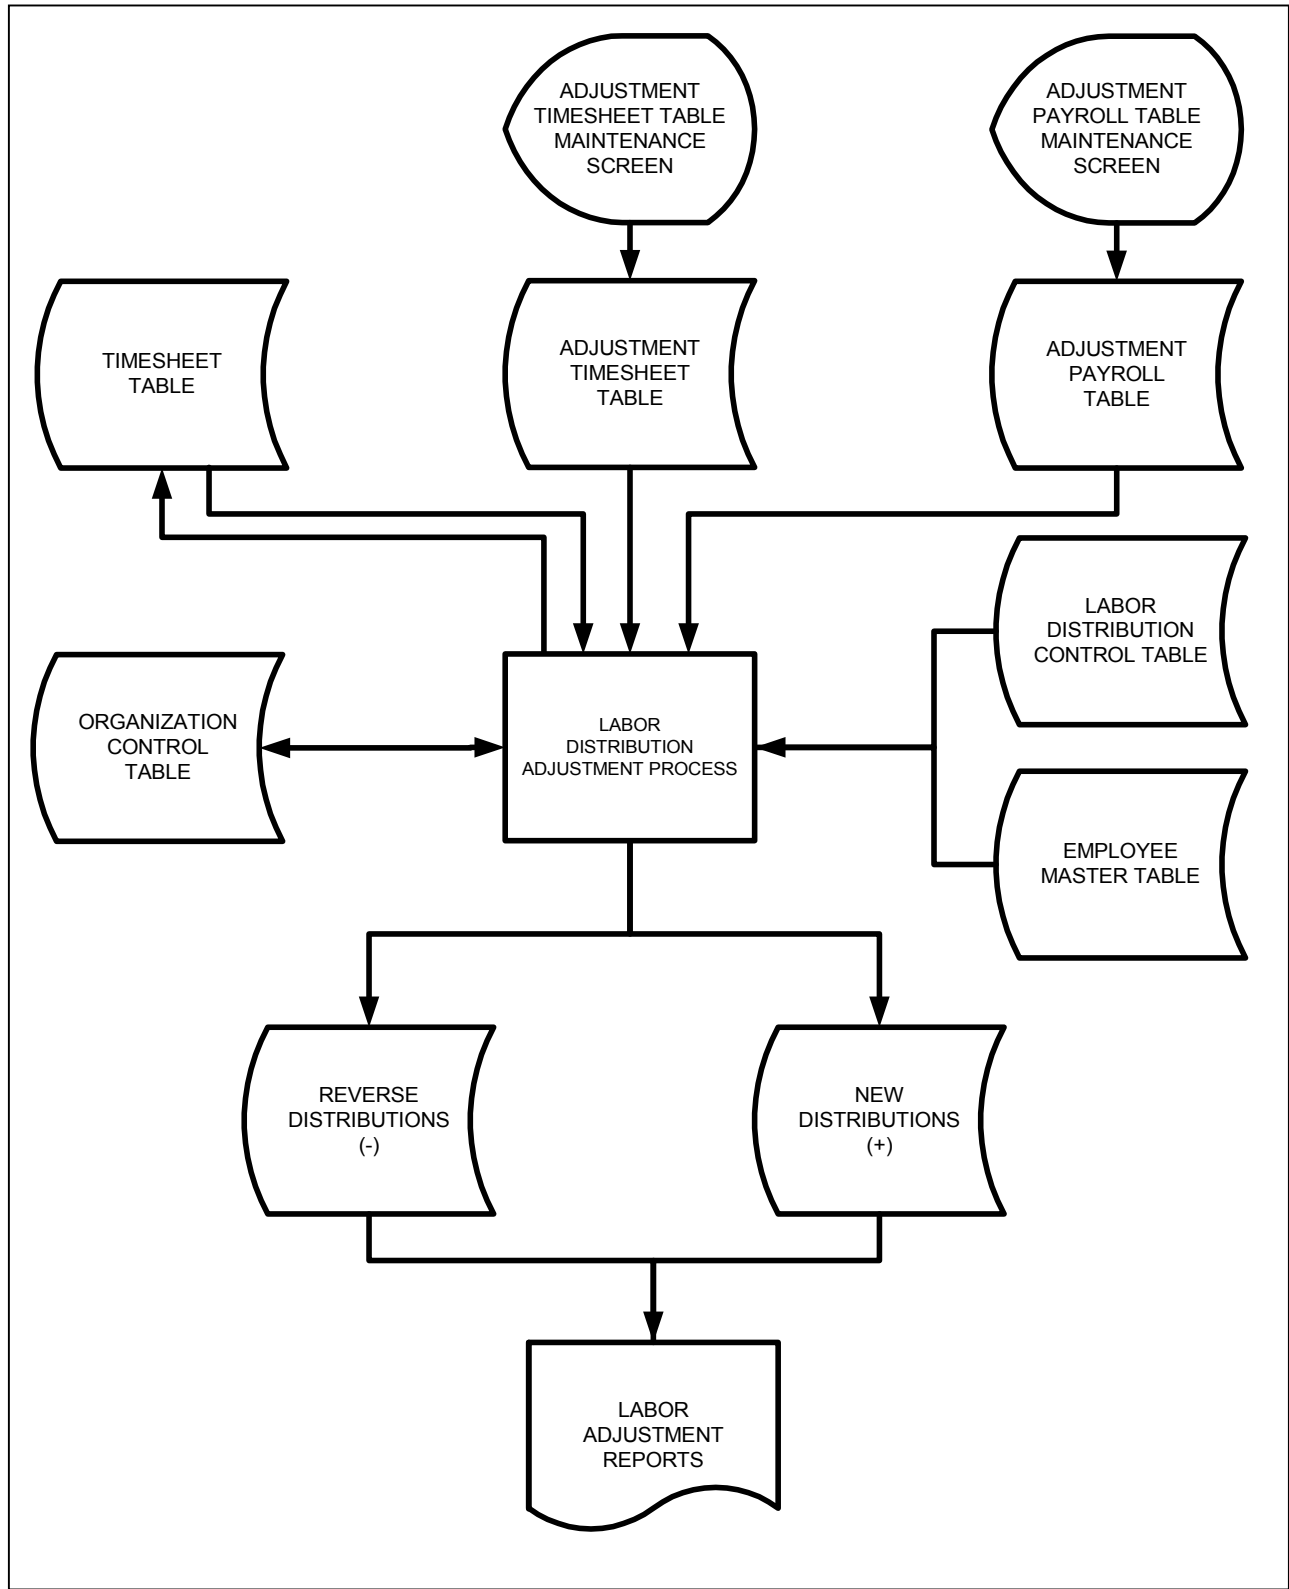 ADJUSTMENT
TIMESHEET TABLE
MAINTENANCE
SCREEN
ADJUSTMENT
PAYROLL TABLE
MAINTENANCE
SCREEN
TIMESHEET
TABLE
ADJUSTMENT
TIMESHEET
TABLE
ADJUSTMENT
PAYROLL
TABLE
LABOR
DISTRIBUTION
CONTROL TABLE
ORGANIZATION
CONTROL
TABLE
LABOR
DISTRIBUTION
ADJUSTMENT PROCESS
EMPLOYEE
MASTER TABLE
REVERSE
DISTRIBUTIONS
(-)
NEW
DISTRIBUTIONS
(+)
LABOR
ADJUSTMENT
REPORTS